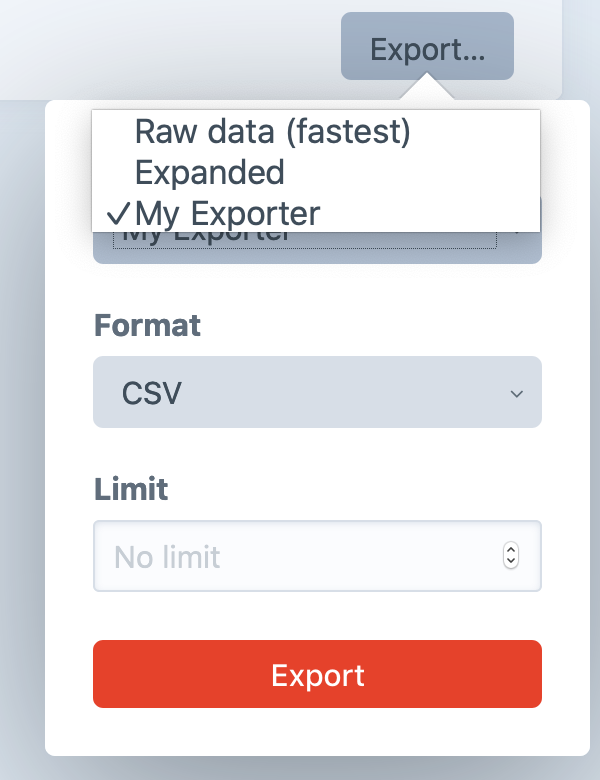 Export...
Raw data (fastest)
Expanded
✓My Exporter
My Exporter
Format
CSV
Limit
No limit
Export